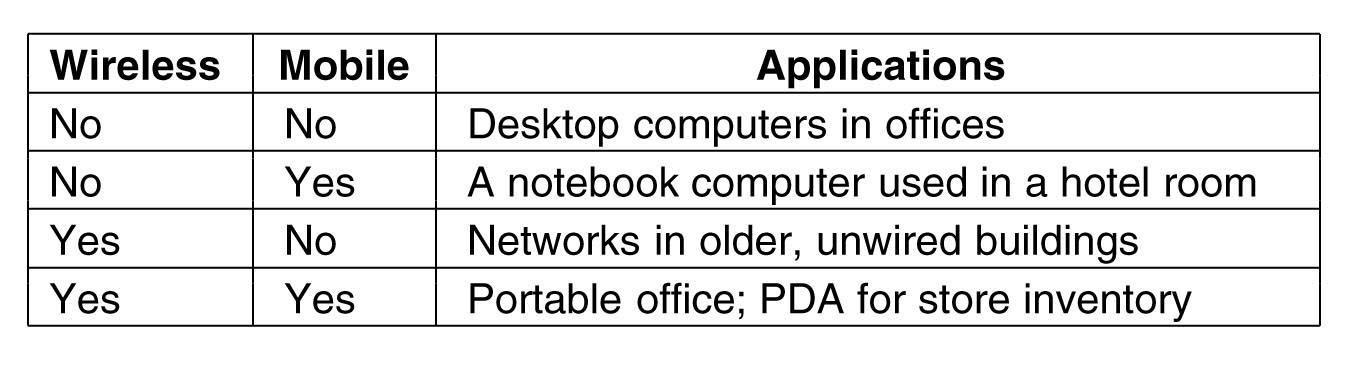 Wireless Mobile Applications
No No Desktop computers in offices
No Yes A notebook computer used in a hotel room
Yes No Networks in older, unwired buildings
Yes Yes Portable office; PDA for store inventory